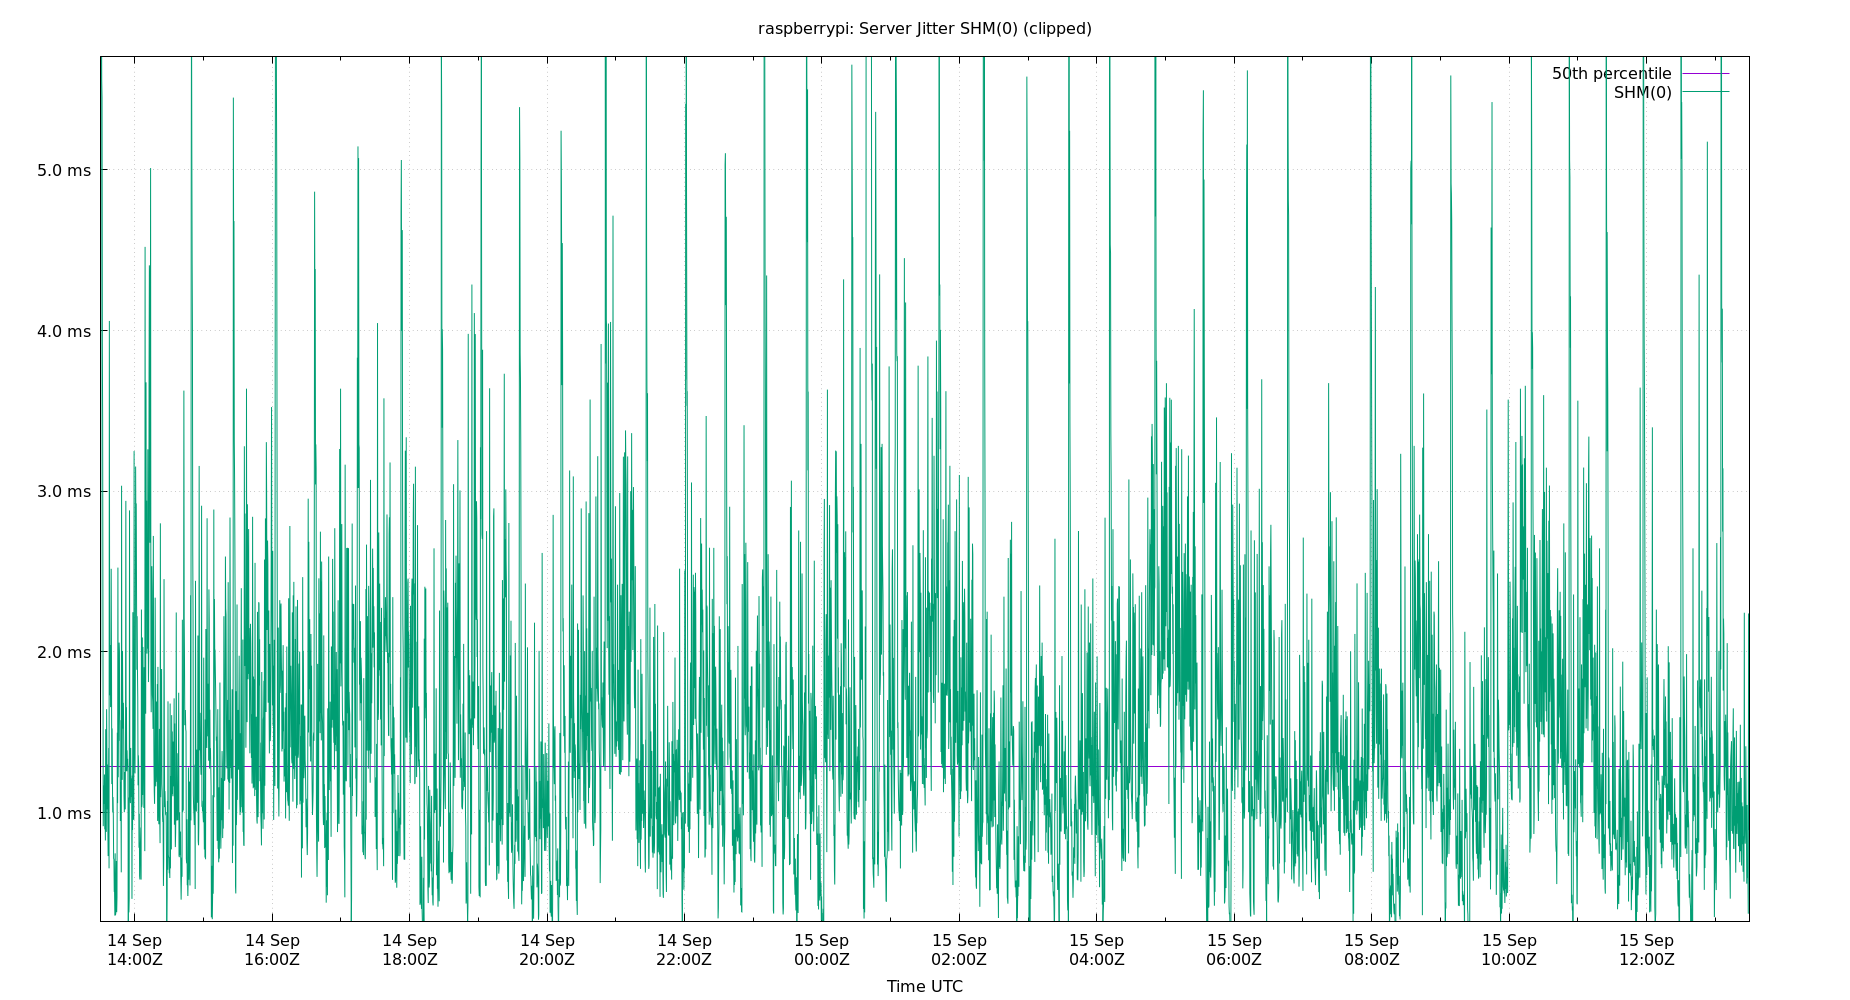 raspberrypi: Server Jitter SHM(0) (clipped)
50th percentile
SHM(0)
5.0 ms
4.0 ms
3.0 ms
2.0 ms
1.0 ms
14 Sep 14 Sep 14 Sep 14 Sep 14 Sep 15 Sep 15 Sep 15 Sep 15 Sep 15 Sep 15 Sep 15 Sep
14:00Z 16:00Z 18:00Z 20:00Z 22:00Z 00:00Z 02:00Z 04:00Z 06:00Z 08:00Z 10:00Z 12:00Z
Time UTC